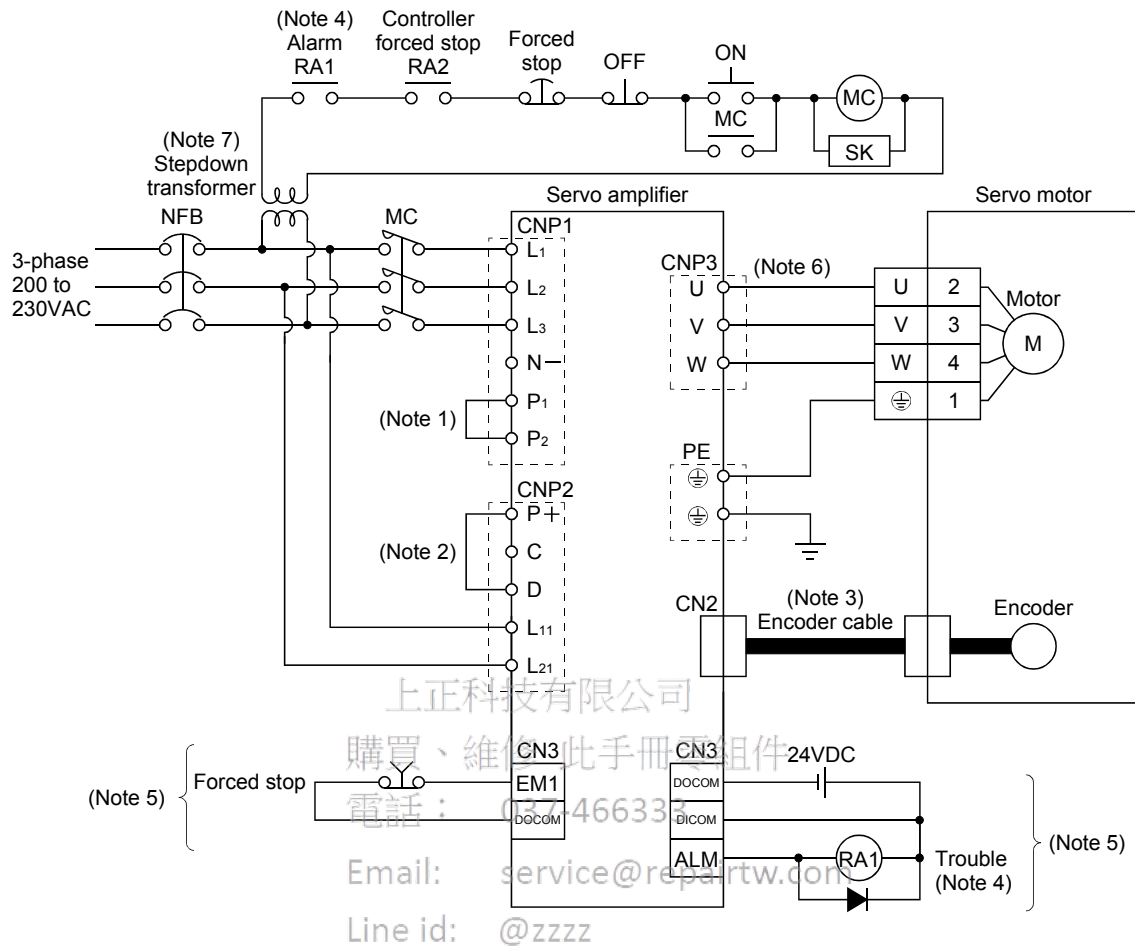 (Note 4)
Alarm
RA1
Controller
forced stop
RA2
Forced
stop
OFF
ON
MC
MC
SK
(Note 7)
Stepdown
transformer
NFB
MC
3-phase
200 to
230VAC
Servo amplifier
Servo motor
CNP1
L1
L2
L3
N−
P1
P2
(Note 1)
CNP2
P+
C
D
L11
L21
(Note 2)
CNP3
U
V
W
(Note 6)
U 2
V 3
W 4
1
Motor
M
PE
CN2
(Note 3)
Encoder cable
Encoder
上正科技有限公司
購買、維修 此手冊零組件
電話： 037-466333
Email: service@repairtw.com
Line id: @zzzz
(Note 5)
Forced stop
CN3
EM1
DOCOM
CN3
DOCOM
DICOM
ALM
24VDC
RA1
Trouble
(Note 4)
(Note 5)